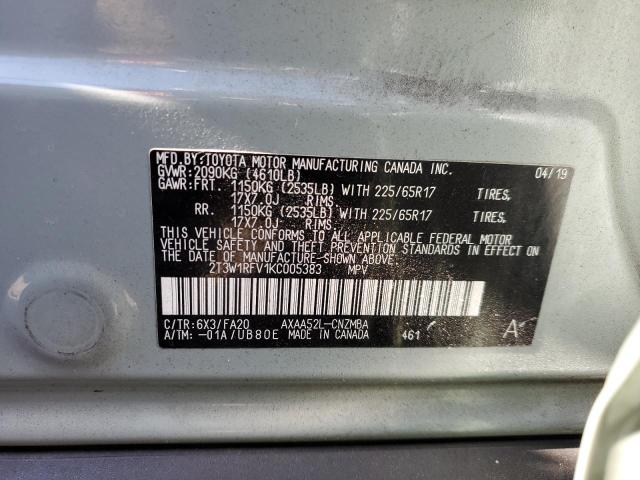 MFD.BY:TOYOTA MOTOR MANUFACTURING CANADA INC. 04/19
GVWR:2090KG (4610LB)
GAWR:FRT. 1150KG (2535LB) WITH 225/65R17 TIRES,
17X7.0J RIMS,
RR. 1150KG (2535LB) WITH 225/65R17 TIRES,
17X7.0J RIMS.
THIS VEHICLE CONFORMS TO ALL APPLICABLE FEDERAL MOTOR
VEHICLE SAFETY AND THEFT PREVENTION STANDARDS IN EFFECT ON
THE DATE OF MANUFACTURE SHOWN ABOVE.
2T3W1RFV1KC005383 MPV
C/TR:6X3/FA20 AXAA52L-CNZMBA
A/TM:-01A/UB80E MADE IN CANADA 461 A